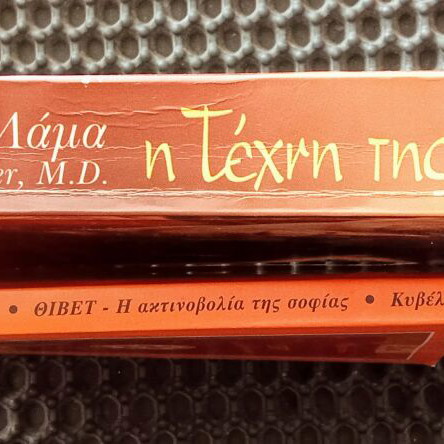 Λάμα
er, M.D.
η Τέχνη της
• ΘΙΒΕΤ - Η ακτινοβολία της σοφίας • Κυβέλ